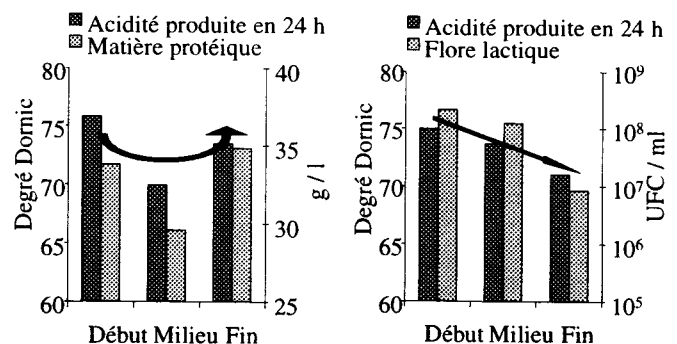 Acidité produite en 24 h
Matière protéique
80
75
70
65
60
Degré Dornic
40
35
30
25
g / l
Début Milieu Fin
Acidité produite en 24 h
Flore lactique
80
75
70
65
60
Degré Dornic
10⁹
10⁸
10⁷
10⁶
10⁵
UFC / ml
Début Milieu Fin